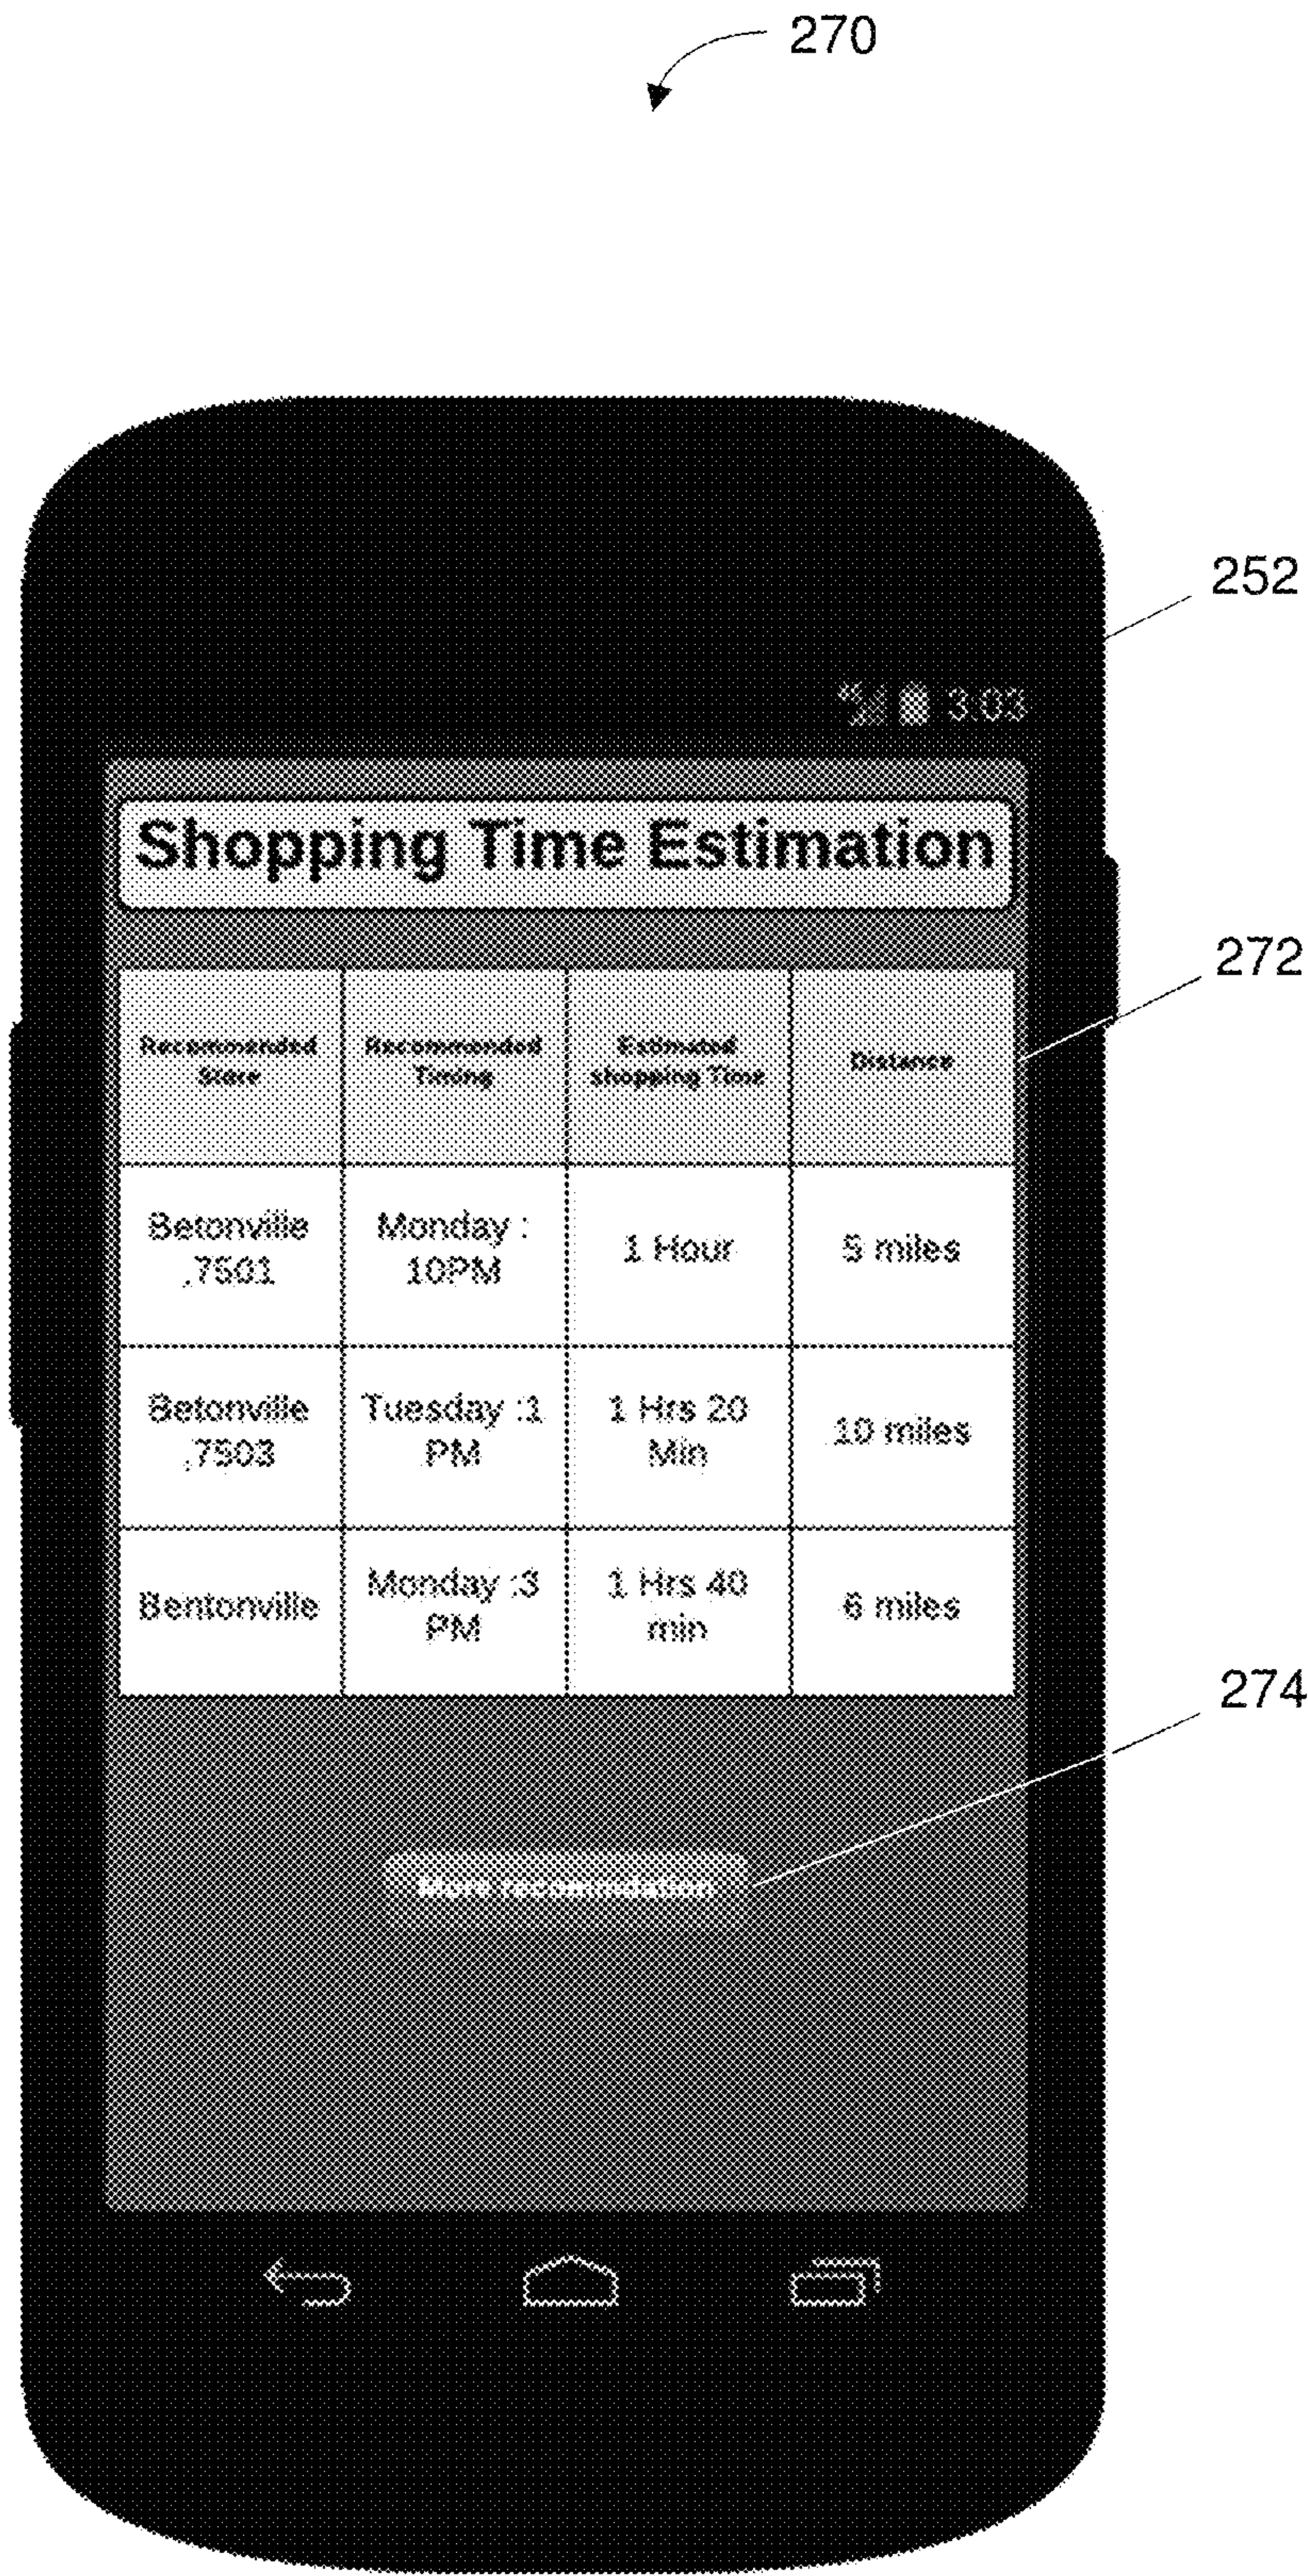 270
252
3:03
Shopping Time Estimation
272
Recommended
Store
Recommended
Timing
Estimated
shopping Time
Distance
Betonville
,7501
Monday :
10PM
1 Hour
5 miles
Betonville
,7503
Tuesday :1
PM
1 Hrs 20
Min
10 miles
Bentonville
Monday :3
PM
1 Hrs 40
min
6 miles
274
More recommdation